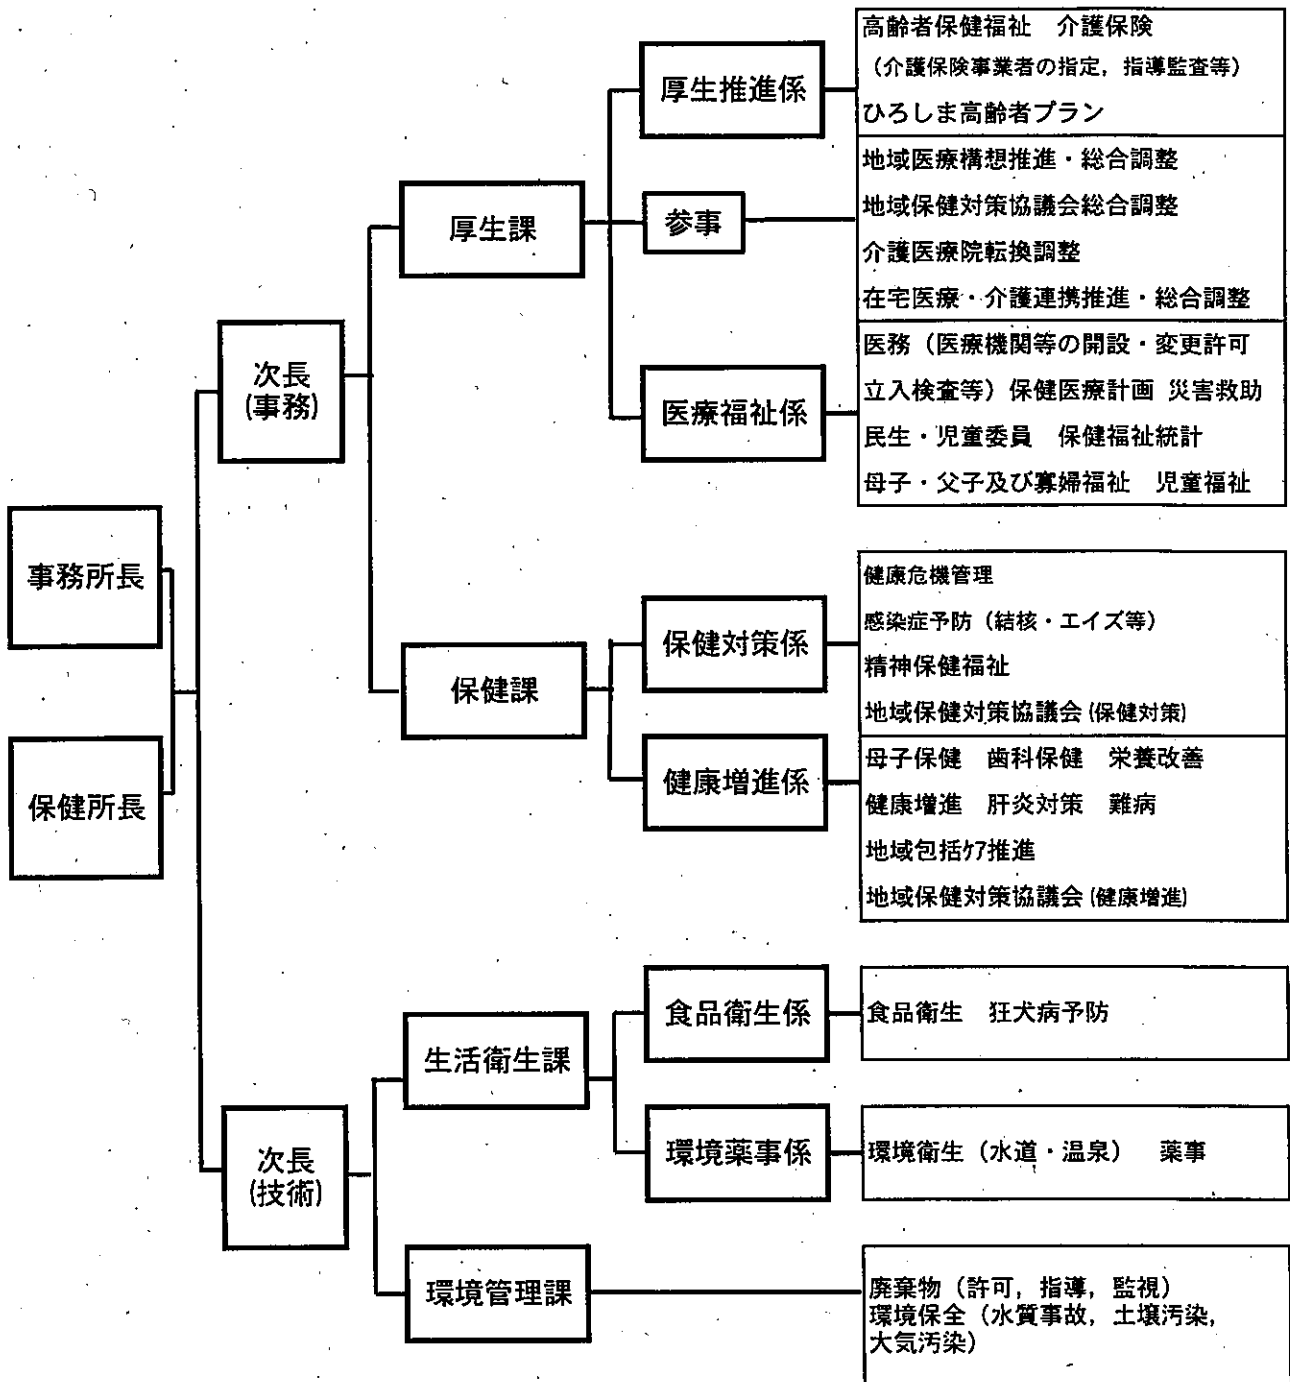 事務所長
保健所長
次長
(事務)
厚生課
厚生推進係
高齢者保健福祉　介護保険
（介護保険事業者の指定，指導監査等）
ひろしま高齢者プラン
参事
地域医療構想推進・総合調整
地域保健対策協議会総合調整
介護医療院転換調整
在宅医療・介護連携推進・総合調整
医療福祉係
医務（医療機関等の開設・変更許可
立入検査等）保健医療計画 災害救助
民生・児童委員　保健福祉統計
母子・父子及び寡婦福祉　児童福祉
保健課
保健対策係
健康危機管理
感染症予防（結核・エイズ等）
精神保健福祉
地域保健対策協議会(保健対策)
健康増進係
母子保健　歯科保健　栄養改善
健康増進　肝炎対策　難病
地域包括ｹｱ推進
地域保健対策協議会(健康増進)
次長
(技術)
生活衛生課
食品衛生係
食品衛生　狂犬病予防
環境薬事係
環境衛生（水道・温泉）　薬事
環境管理課
廃棄物（許可，指導，監視）
環境保全（水質事故，土壌汚染，
大気汚染）